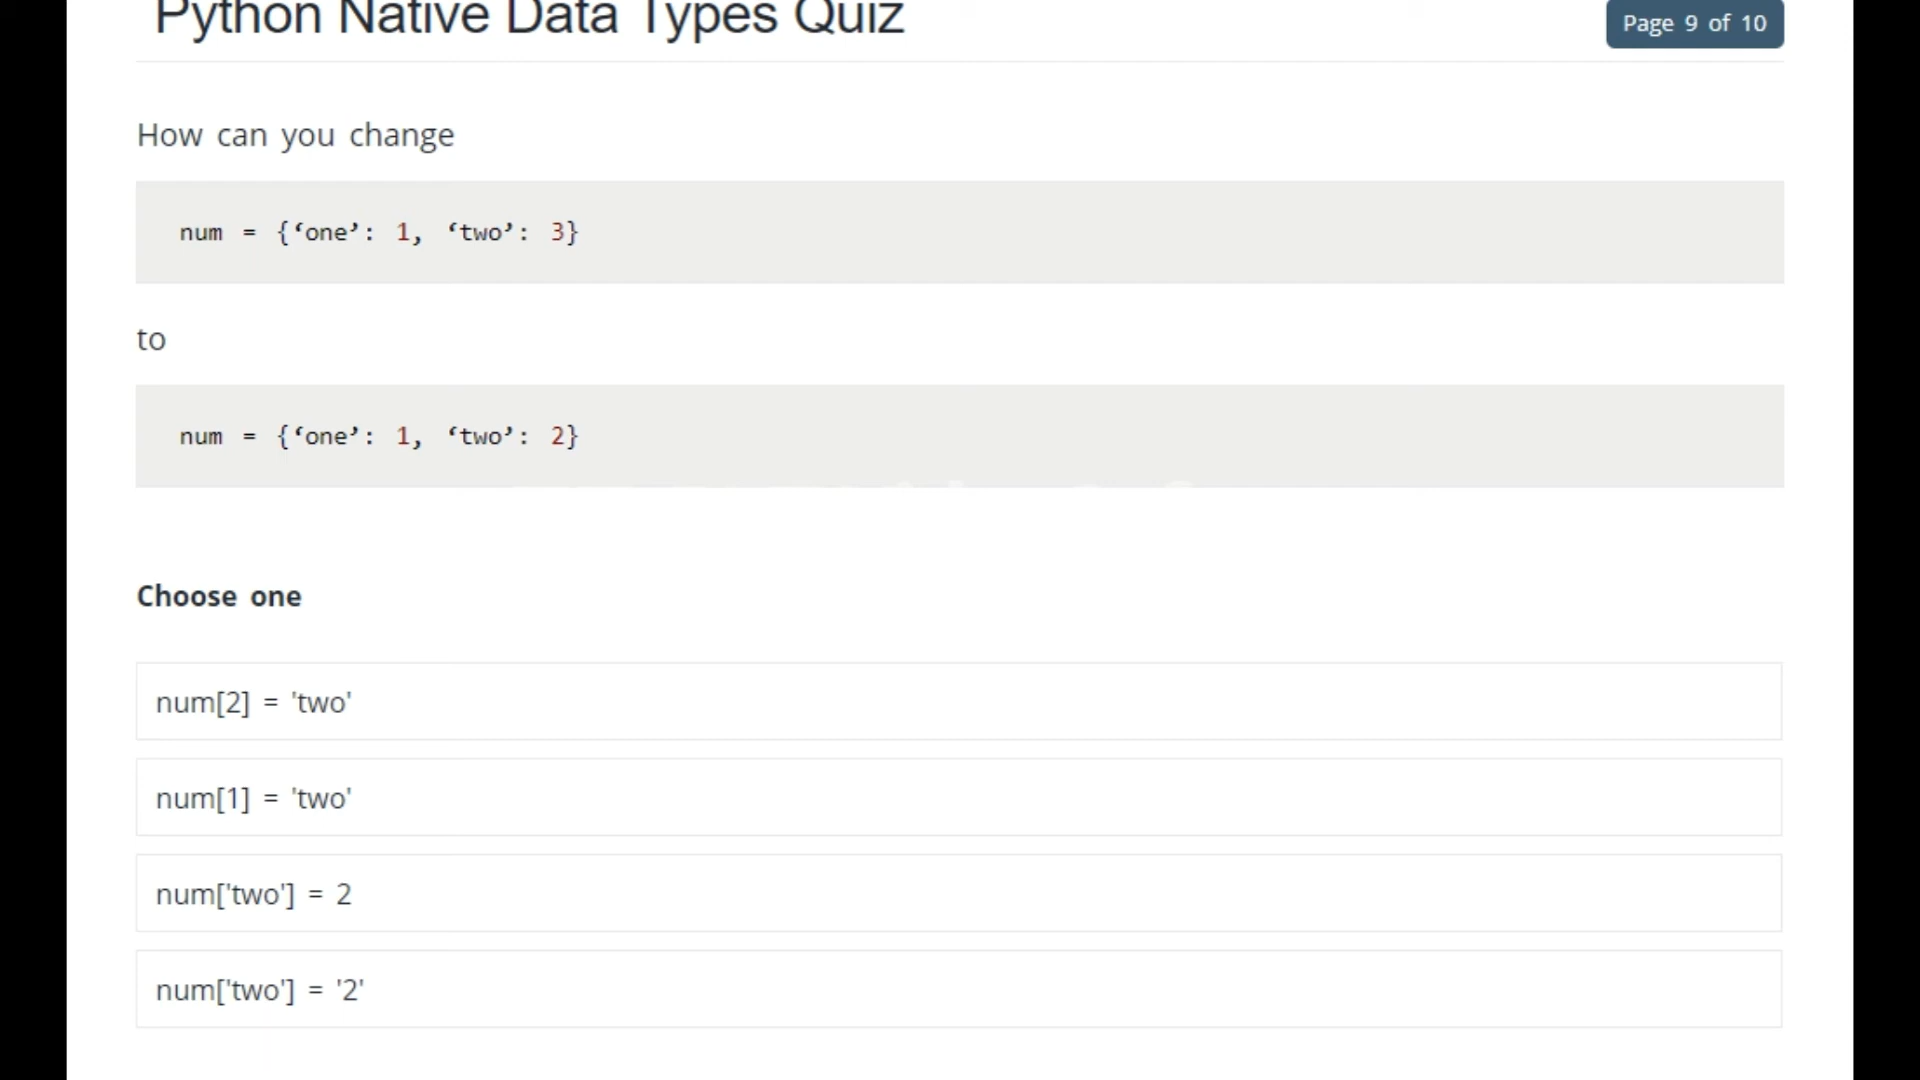 Python Native Data Types Quiz
Page 9 of 10
How can you change
num = {‘one’: 1, ‘two’: 3}
to
num = {‘one’: 1, ‘two’: 2}
Choose one
num[2] = 'two'
num[1] = 'two'
num['two'] = 2
num['two'] = '2'